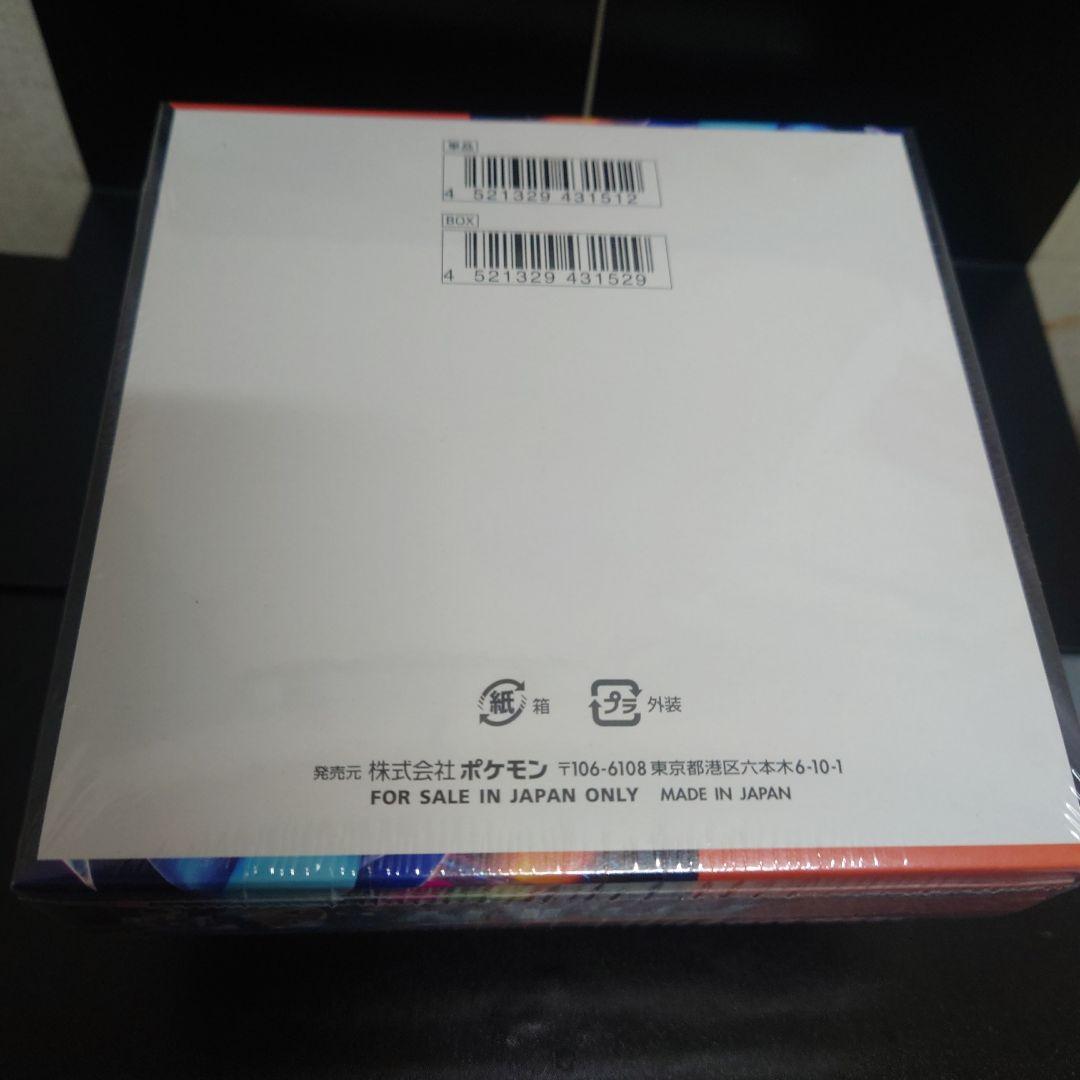 単品
4 521329 431512
BOX
4 521329 431529
紙 箱 プラ 外装
発売元 株式会社 ポケモン 〒106-6108 東京都港区六本木6-10-1
FOR SALE IN JAPAN ONLY MADE IN JAPAN